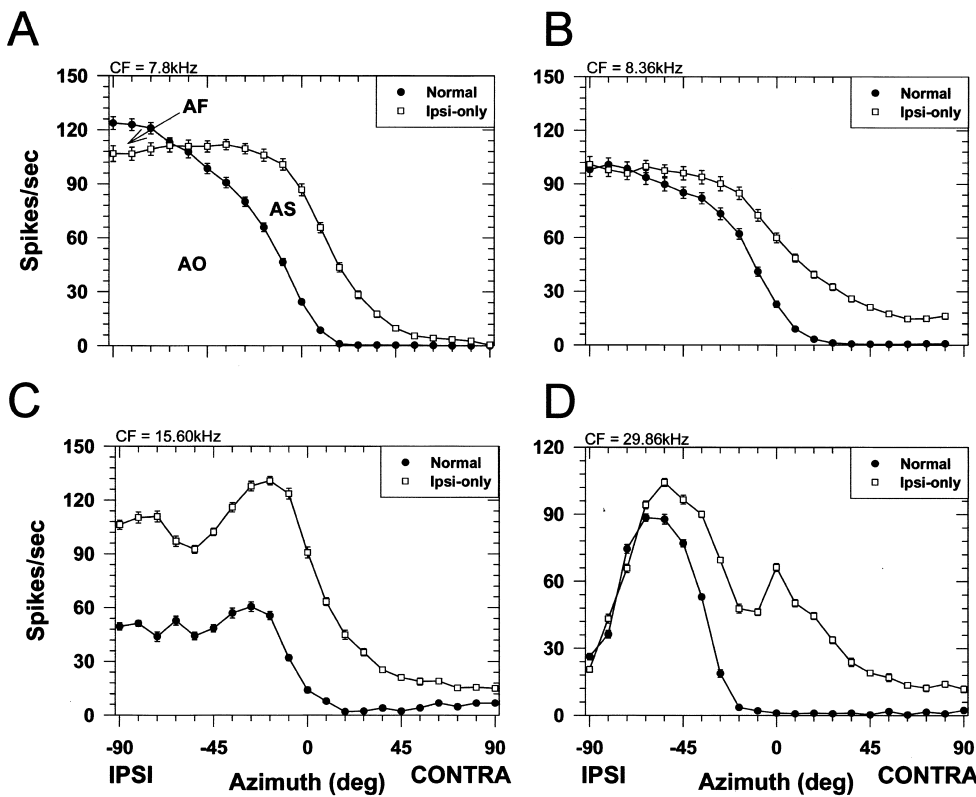 A
CF = 7.8kHz
150
120
90
60
30
0
Spikes/sec
Normal
Ipsi-only
AF
AS
AO
B
CF = 8.36kHz
150
120
90
60
30
0
Normal
Ipsi-only
C
CF = 15.60kHz
150
120
90
60
30
0
Spikes/sec
Normal
Ipsi-only
-90 -45 0 45 90
IPSI Azimuth (deg) CONTRA
D
CF = 29.86kHz
120
90
60
30
0
Normal
Ipsi-only
-90 -45 0 45 90
IPSI Azimuth (deg) CONTRA